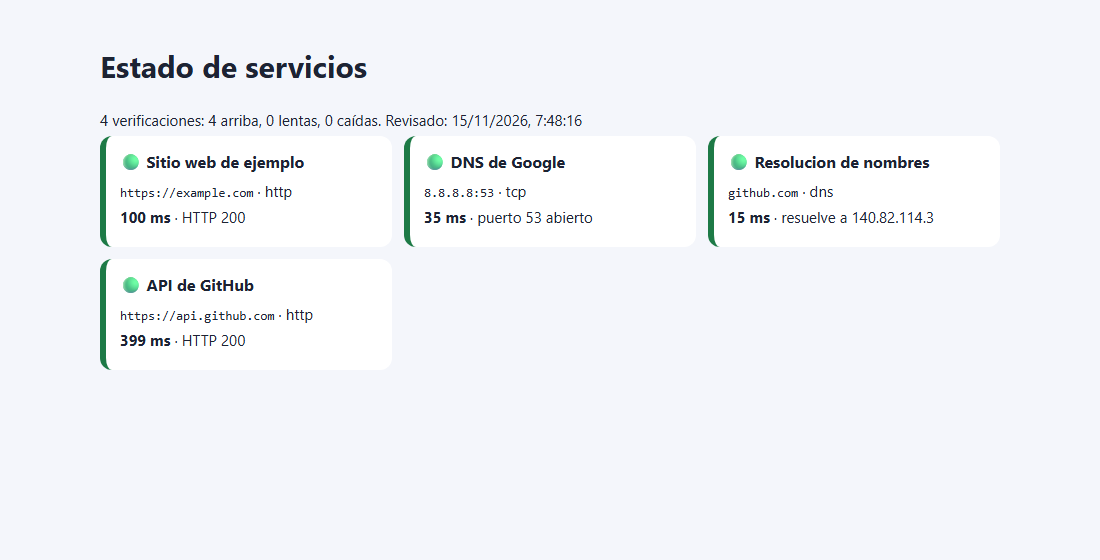 Estado de servicios
4 verificaciones: 4 arriba, 0 lentas, 0 caídas. Revisado: 15/11/2026, 7:48:16
Sitio web de ejemplo
https://example.com · http
100 ms · HTTP 200
DNS de Google
8.8.8.8:53 · tcp
35 ms · puerto 53 abierto
Resolucion de nombres
github.com · dns
15 ms · resuelve a 140.82.114.3
API de GitHub
https://api.github.com · http
399 ms · HTTP 200